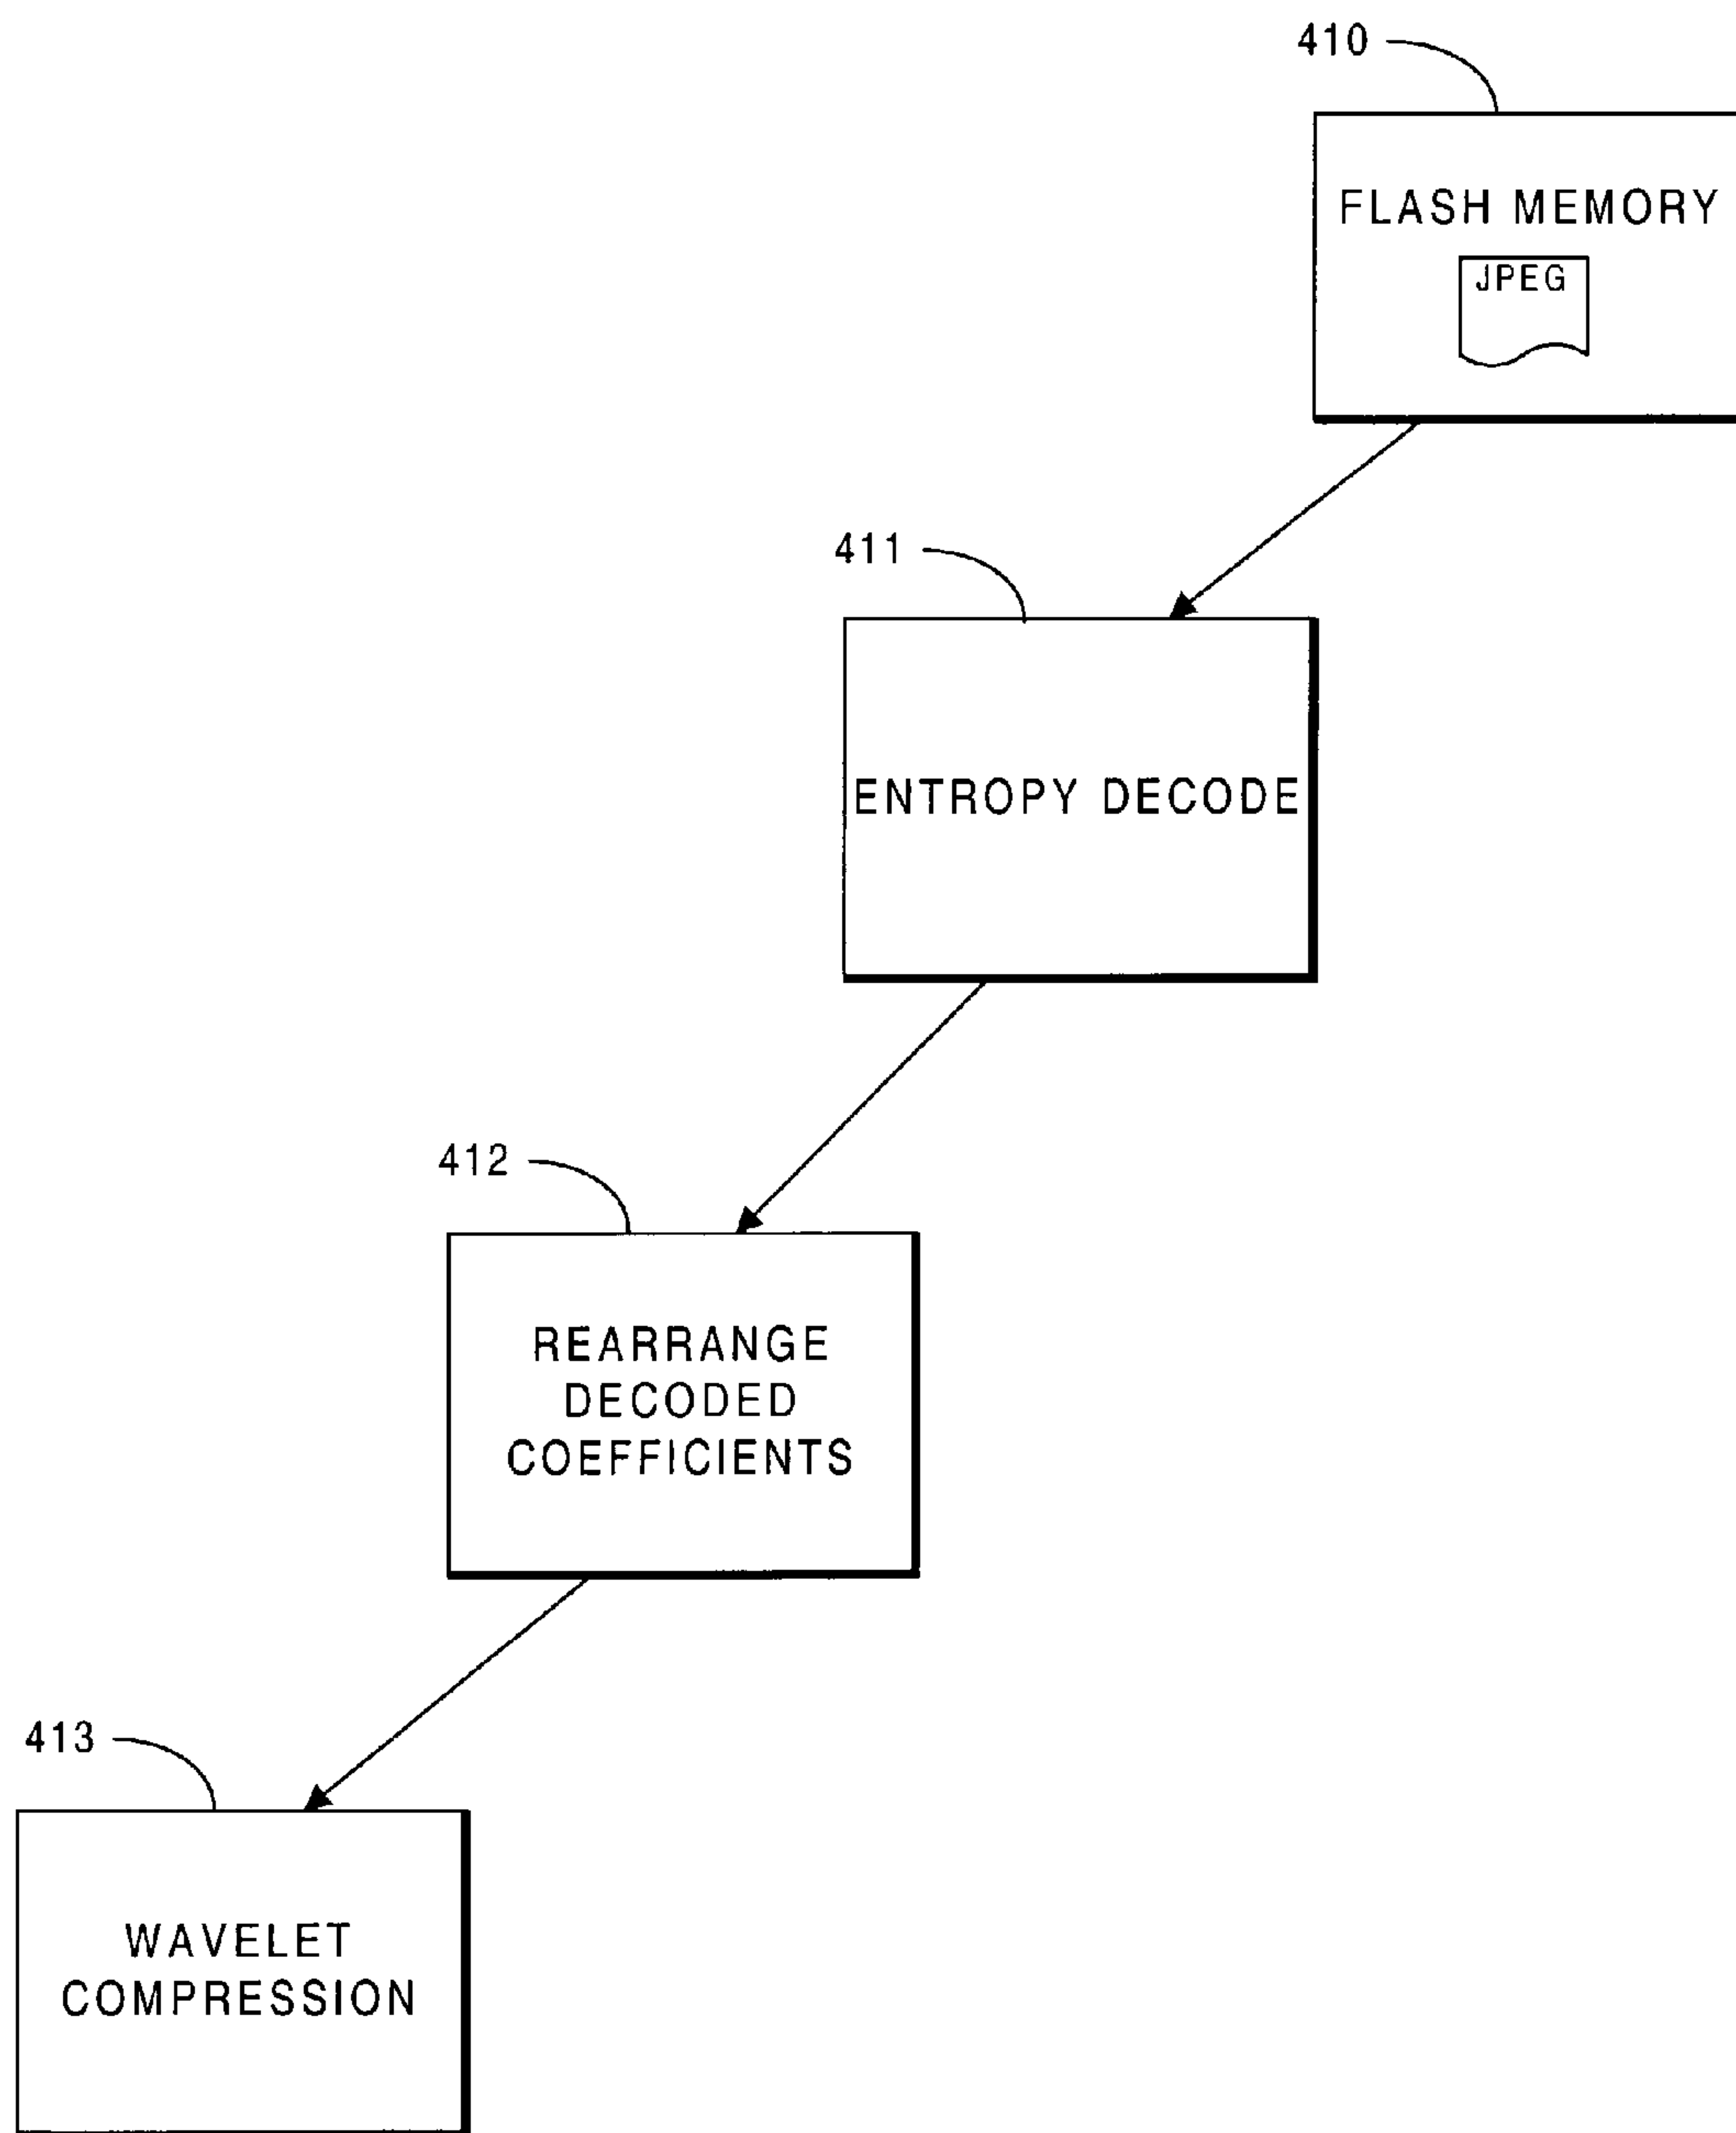 410
FLASH MEMORY
JPEG
411
ENTROPY DECODE
412
REARRANGE
DECODED
COEFFICIENTS
413
WAVELET
COMPRESSION